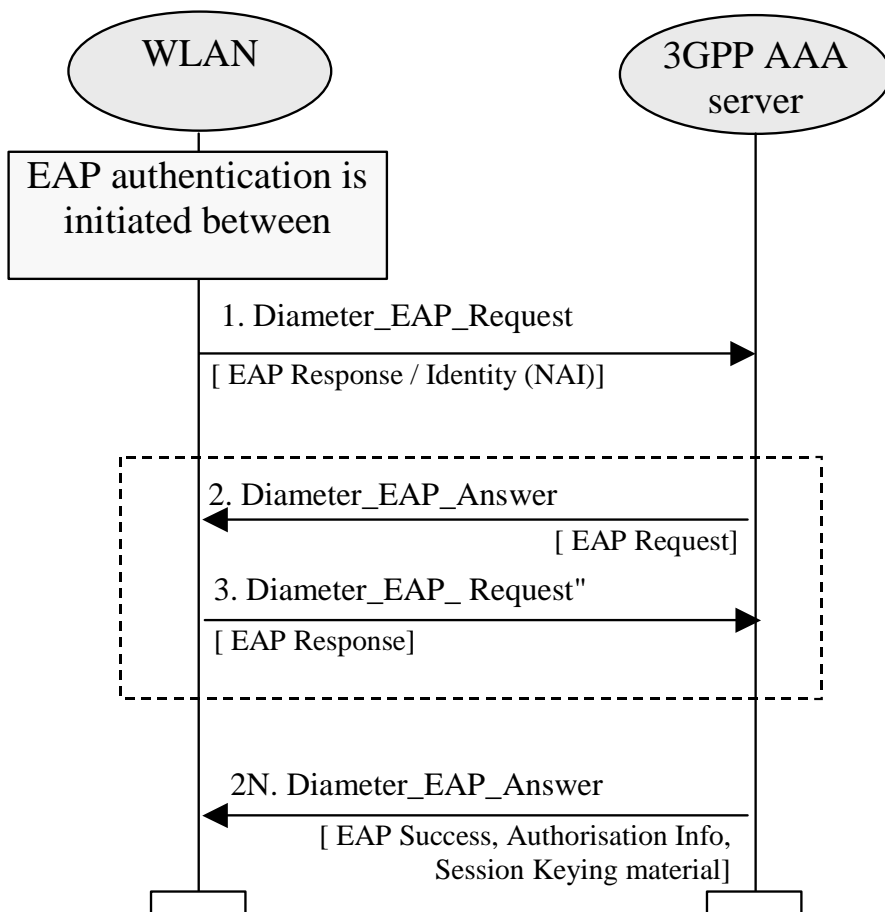 WLAN
3GPP AAA
server
EAP authentication is
initiated between
1. Diameter_EAP_Request
[ EAP Response / Identity (NAI)]
2. Diameter_EAP_Answer
[ EAP Request]
3. Diameter_EAP_ Request"
[ EAP Response]
2N. Diameter_EAP_Answer
[ EAP Success, Authorisation Info,
Session Keying material]